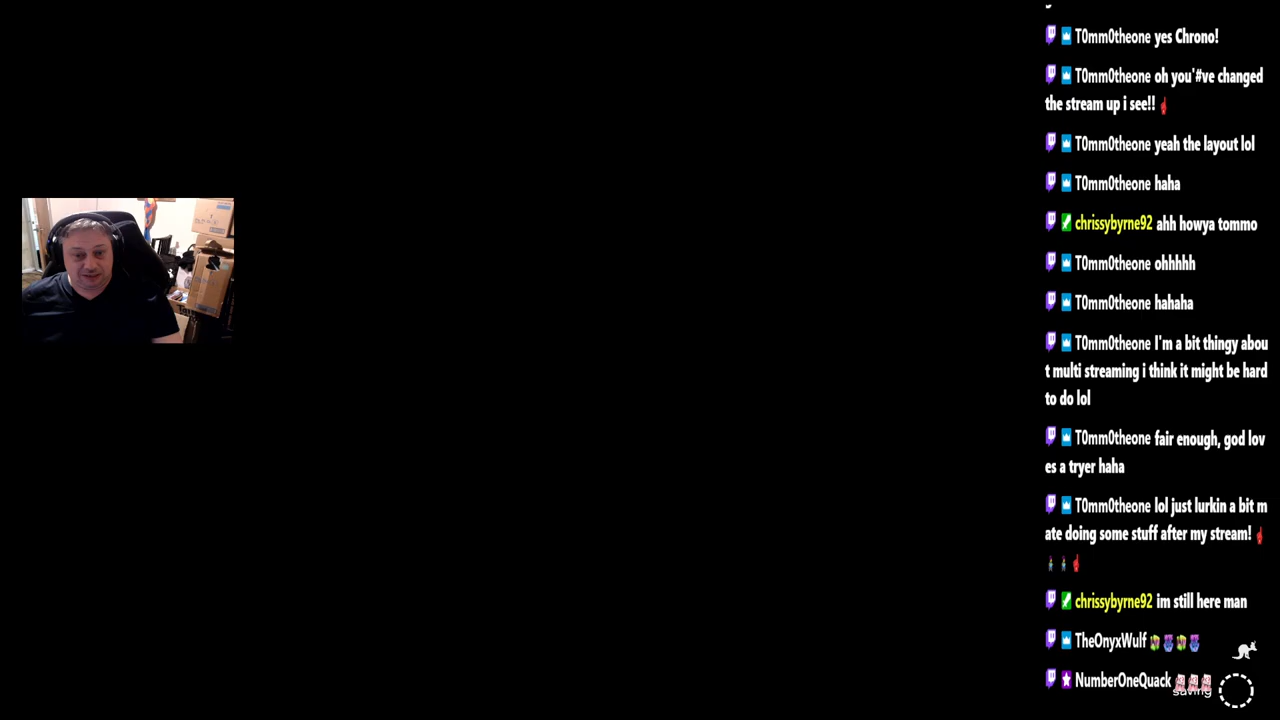 T0mm0theone yes Chrono!
T0mm0theone oh you'#ve changed
the stream up i see!!
T0mm0theone yeah the layout lol
T0mm0theone haha
chrissybyrne92 ahh howya tommo
T0mm0theone ohhhhh
T0mm0theone hahaha
T0mm0theone I'm a bit thingy abou
t multi streaming i think it might be hard
to do lol
T0mm0theone fair enough, god lov
es a tryer haha
T0mm0theone lol just lurkin a bit m
ate doing some stuff after my stream!
chrissybyrne92 im still here man
TheOnyxWulf
NumberOneQuack
saving